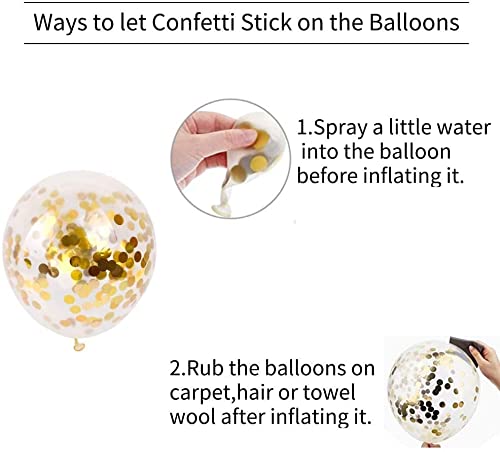 Ways to let Confetti Stick on the Balloons
1.Spray a little water
into the balloon
before inflating it.
2.Rub the balloons on
carpet,hair or towel
wool after inflating it.